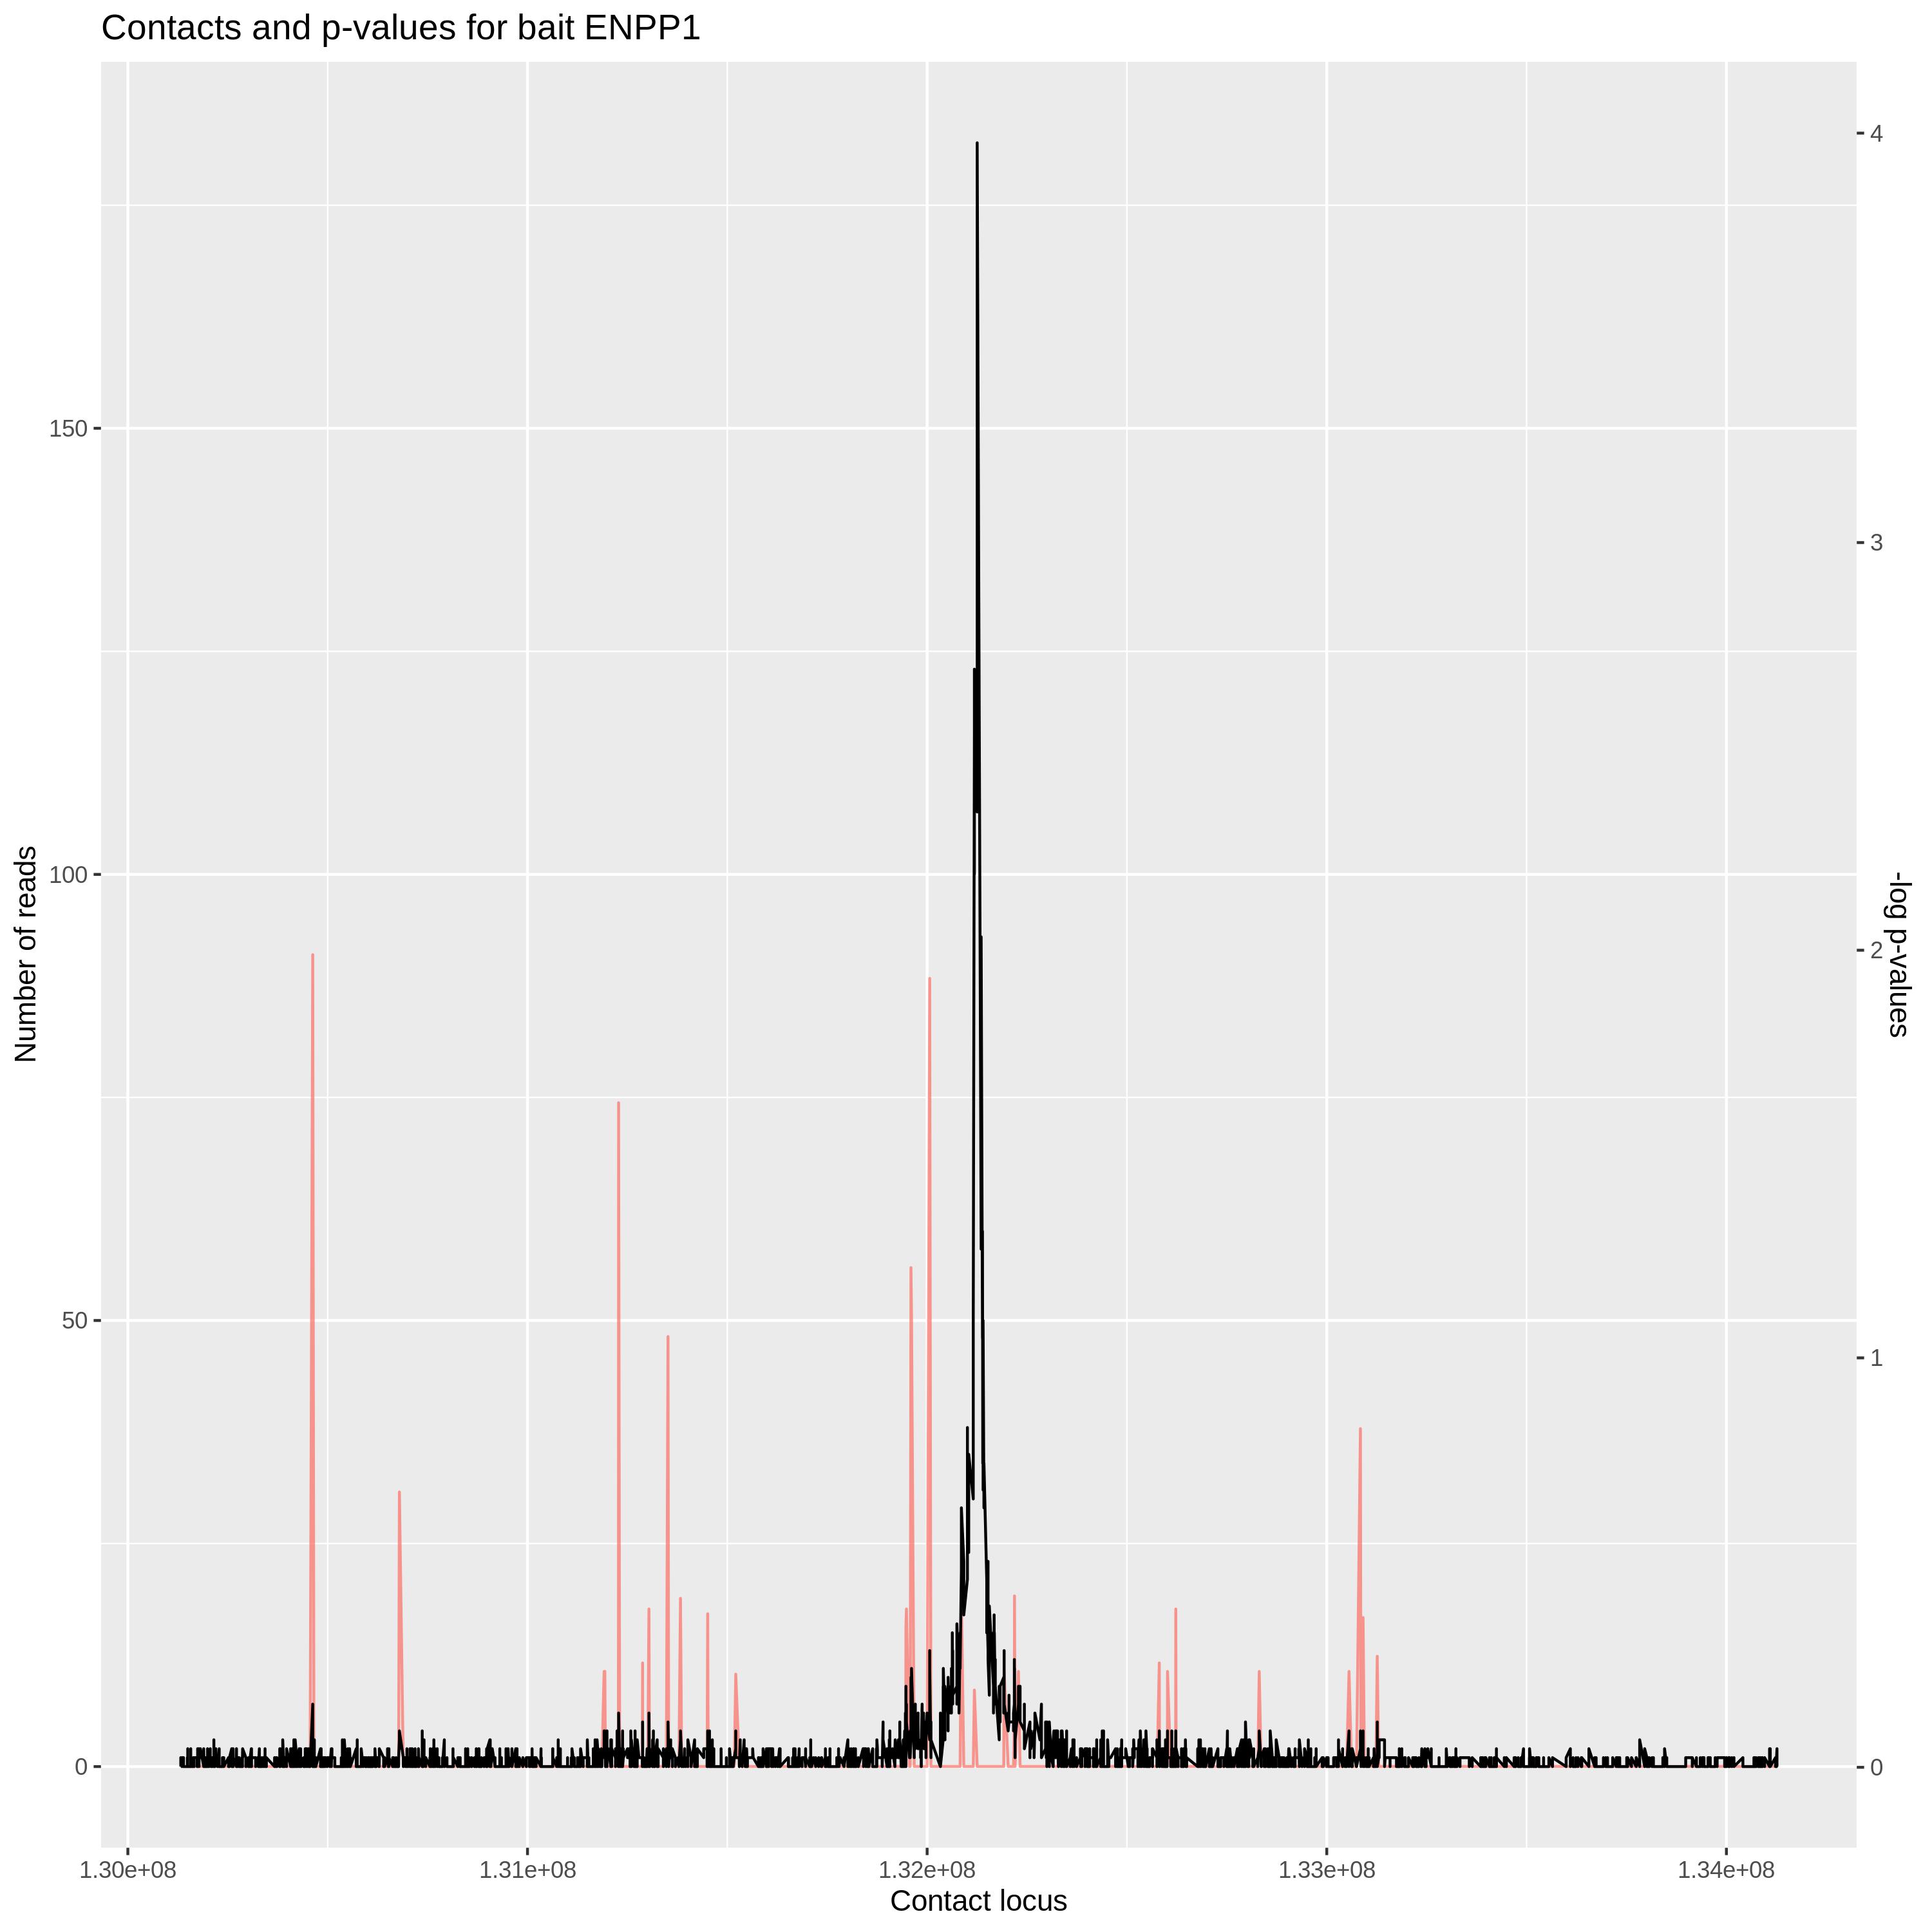 Contacts and p-values for bait ENPP1
Number of reads
150
100
50
0
4
3
2
1
0
-log p-values
1.30e+08
1.31e+08
1.32e+08
1.33e+08
1.34e+08
Contact locus